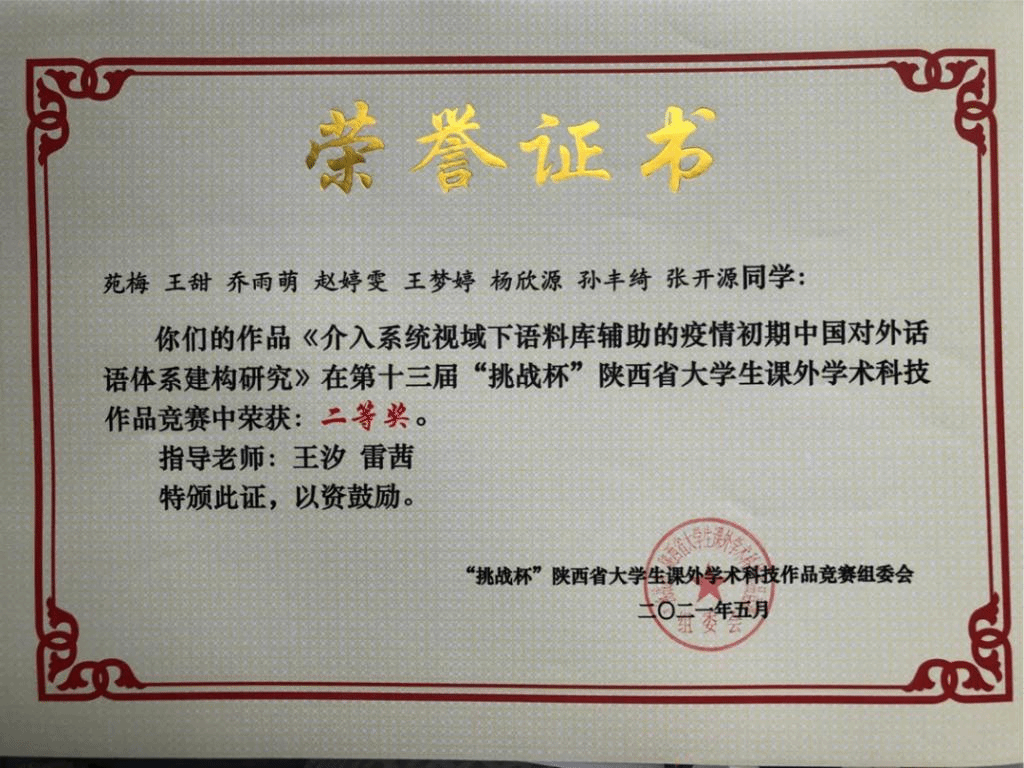 荣誉证书
苑梅 王甜 乔雨萌 赵婷雯 王梦婷 杨欣源 孙丰绮 张开源同学：
你们的作品《介入系统视域下语料库辅助的疫情初期中国对外话
语体系建构研究》在第十三届“挑战杯”陕西省大学生课外学术科技
作品竞赛中荣获：二等奖。
指导老师：王汐 雷茜
特颁此证，以资鼓励。
“挑战杯”陕西省大学生课外学术科技作品竞赛组委会
二〇二一年五月
组委会